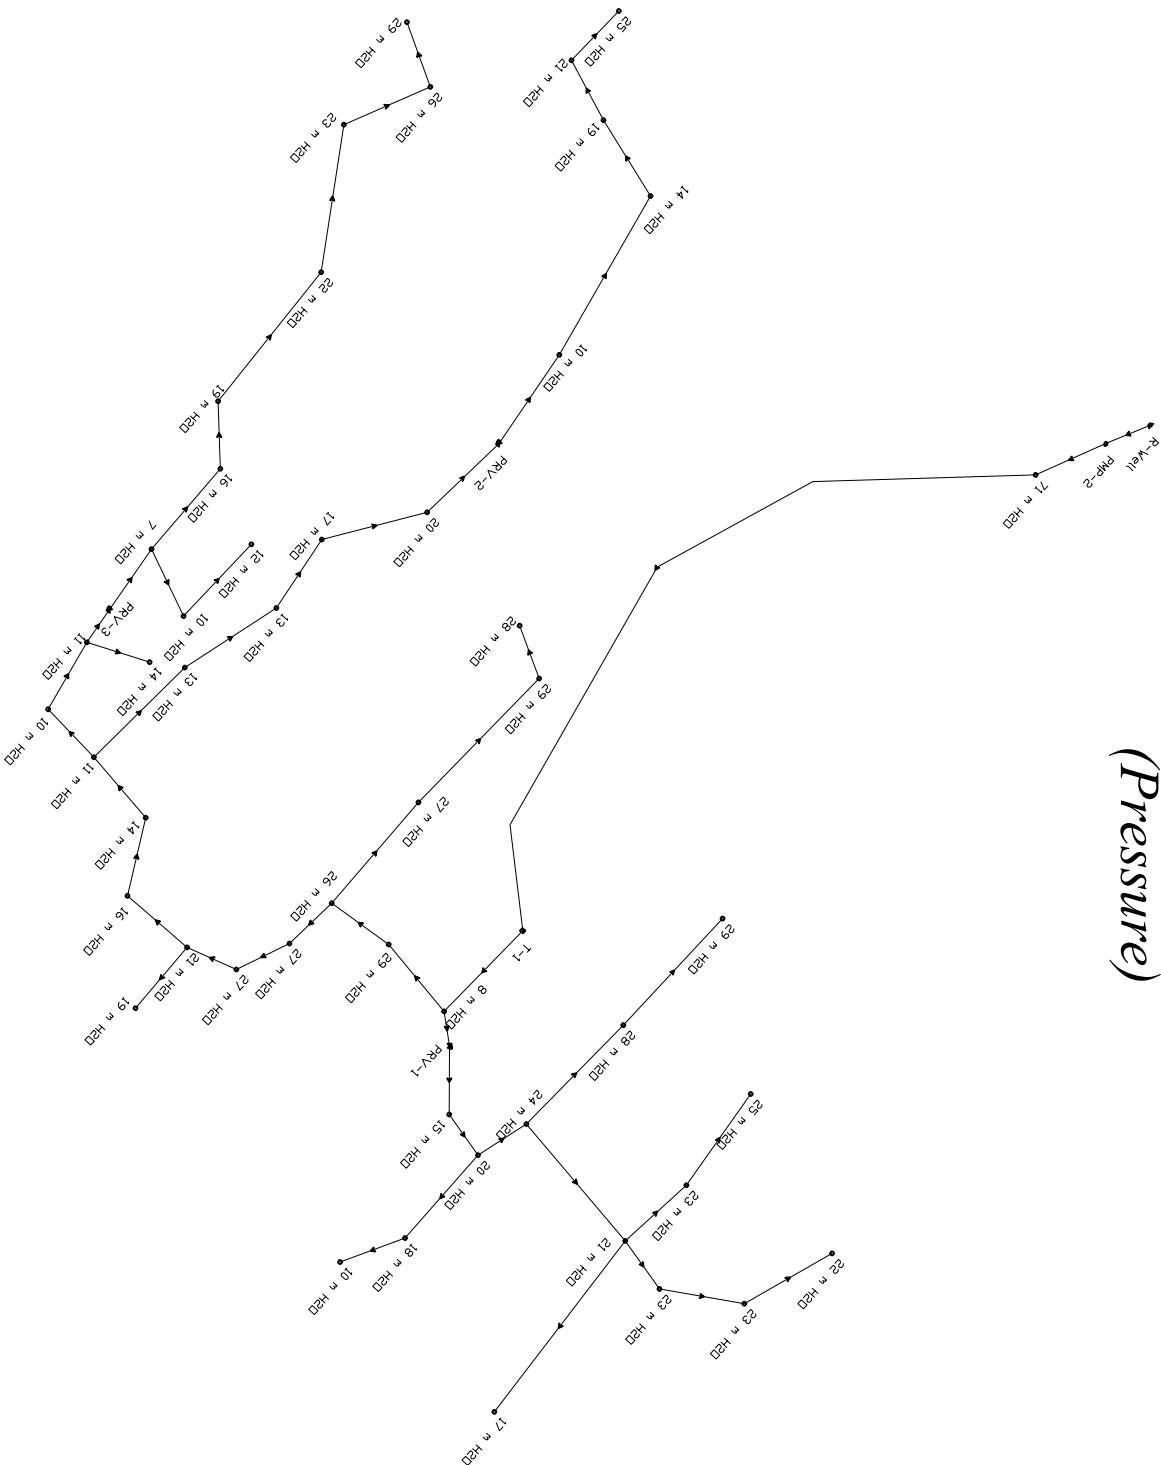 (Pressure)
29 m H2O
26 m H2O
23 m H2O
22 m H2O
19 m H2O
16 m H2O
7 m H2O
12 m H2O
10 m H2O
PRV-3
11 m H2O
14 m H2O
10 m H2O
11 m H2O
25 m H2O
21 m H2O
19 m H2O
14 m H2O
10 m H2O
PRV-2
20 m H2O
17 m H2O
13 m H2O
13 m H2O
R-Well
PMP-2
71 m H2O
T-1
8 m H2O
28 m H2O
29 m H2O
27 m H2O
26 m H2O
29 m H2O
27 m H2O
27 m H2O
21 m H2O
19 m H2O
16 m H2O
14 m H2O
PRV-1
15 m H2O
20 m H2O
18 m H2O
10 m H2O
24 m H2O
28 m H2O
29 m H2O
21 m H2O
23 m H2O
25 m H2O
23 m H2O
23 m H2O
22 m H2O
17 m H2O